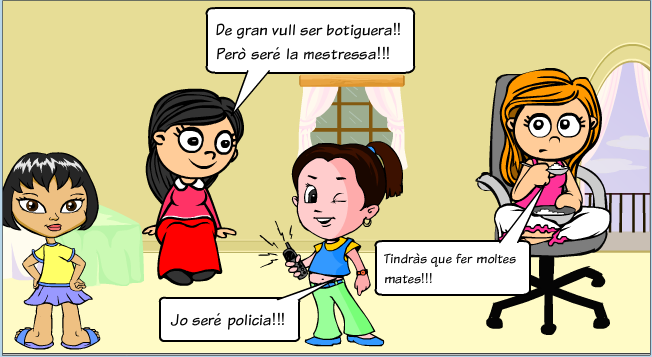 De gran vull ser botiguera!!
Però seré la mestressa!!!
Tindràs que fer moltes
mates!!!
Jo seré policia!!!